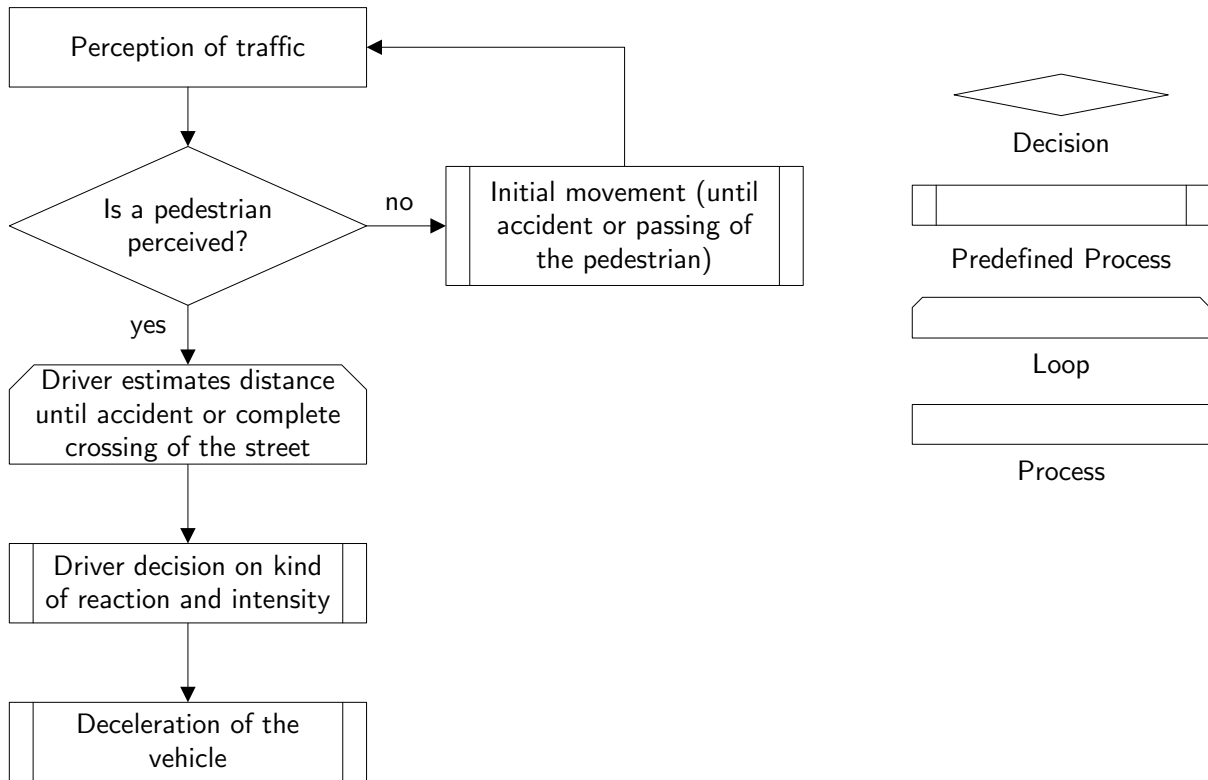 Perception of traffic
Is a pedestrian
perceived?
no
Initial movement (until
accident or passing of
the pedestrian)
yes
Driver estimates distance
until accident or complete
crossing of the street
Driver decision on kind
of reaction and intensity
Deceleration of the
vehicle
Decision
Predefined Process
Loop
Process